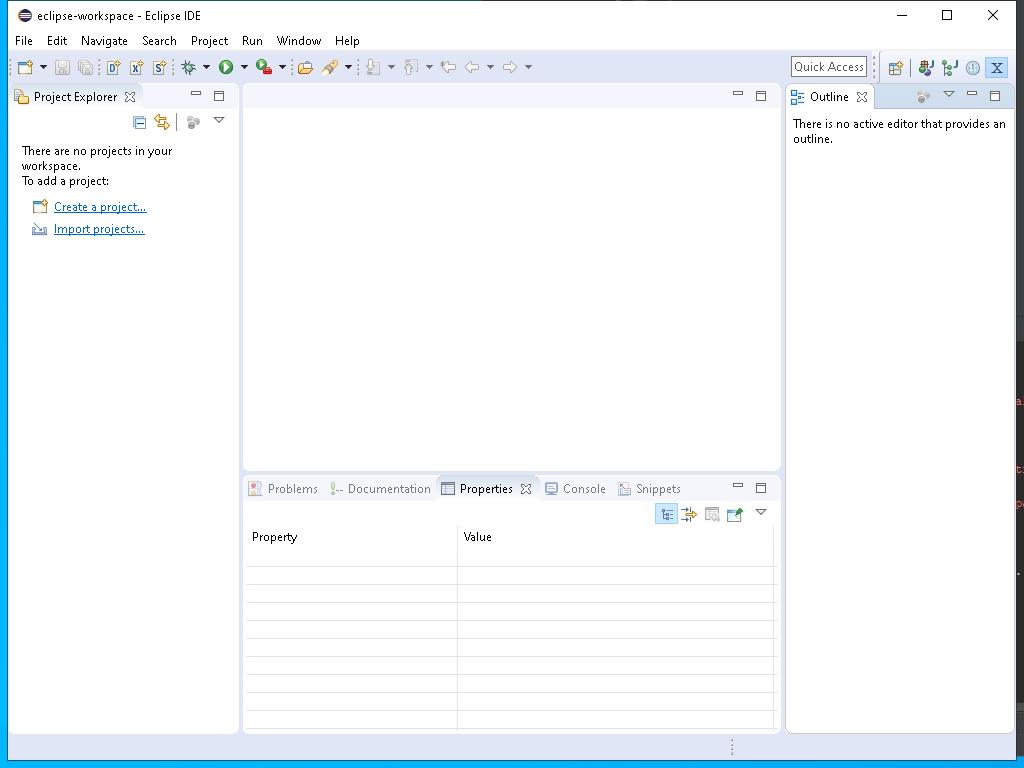 eclipse-workspace - Eclipse IDE
File Edit Navigate Search Project Run Window Help
Quick Access
Project Explorer
There are no projects in your
workspace.
To add a project:
Create a project...
Import projects...
Outline
There is no active editor that provides an
outline.
Problems Documentation Properties Console Snippets
Property Value